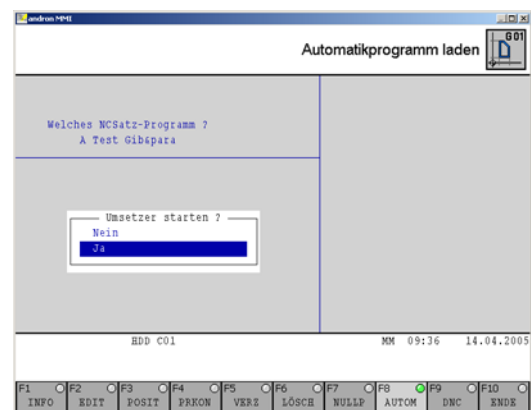 andron MMI
Automatikprogramm laden
G01
Welches NCSatz-Programm ?
A Test Gib&para
Umsetzer starten ?
Nein
Ja
HDD C01 MM 09:36 14.04.2005
F1 F2 F3 F4 F5 F6 F7 F8 F9 F10
INFO EDIT POSIT PRKON VERZ LÖSCH NULLP AUTOM DNC ENDE